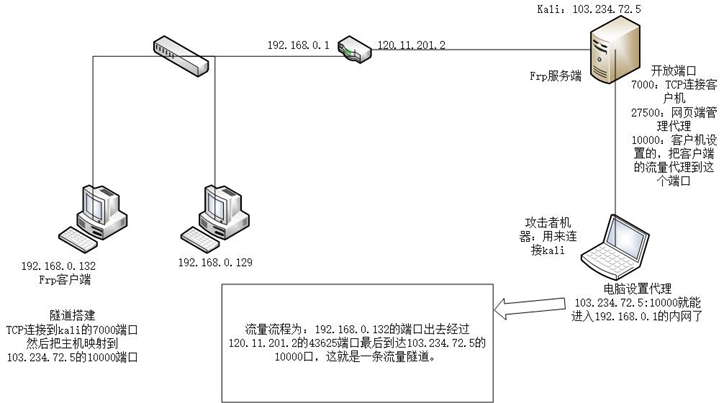 Kali：103.234.72.5
192.168.0.1
120.11.201.2
Frp服务端
开放端口
7000：TCP连接客
户机
27500：网页端管
理代理
10000：客户机设
置的，把客户端
的流量代理到这
个端口
192.168.0.132
Frp客户端
192.168.0.129
攻击者机
器：用来连
接kali
电脑设置代理
103.234.72.5:10000就能
进入192.168.0.1的内网了
隧道搭建
TCP连接到kali的7000端口
然后把主机映射到
103.234.72.5的10000端口
流量流程为：192.168.0.132的端口出去经过
120.11.201.2的43625端口最后到达103.234.72.5的
10000口，这就是一条流量隧道。